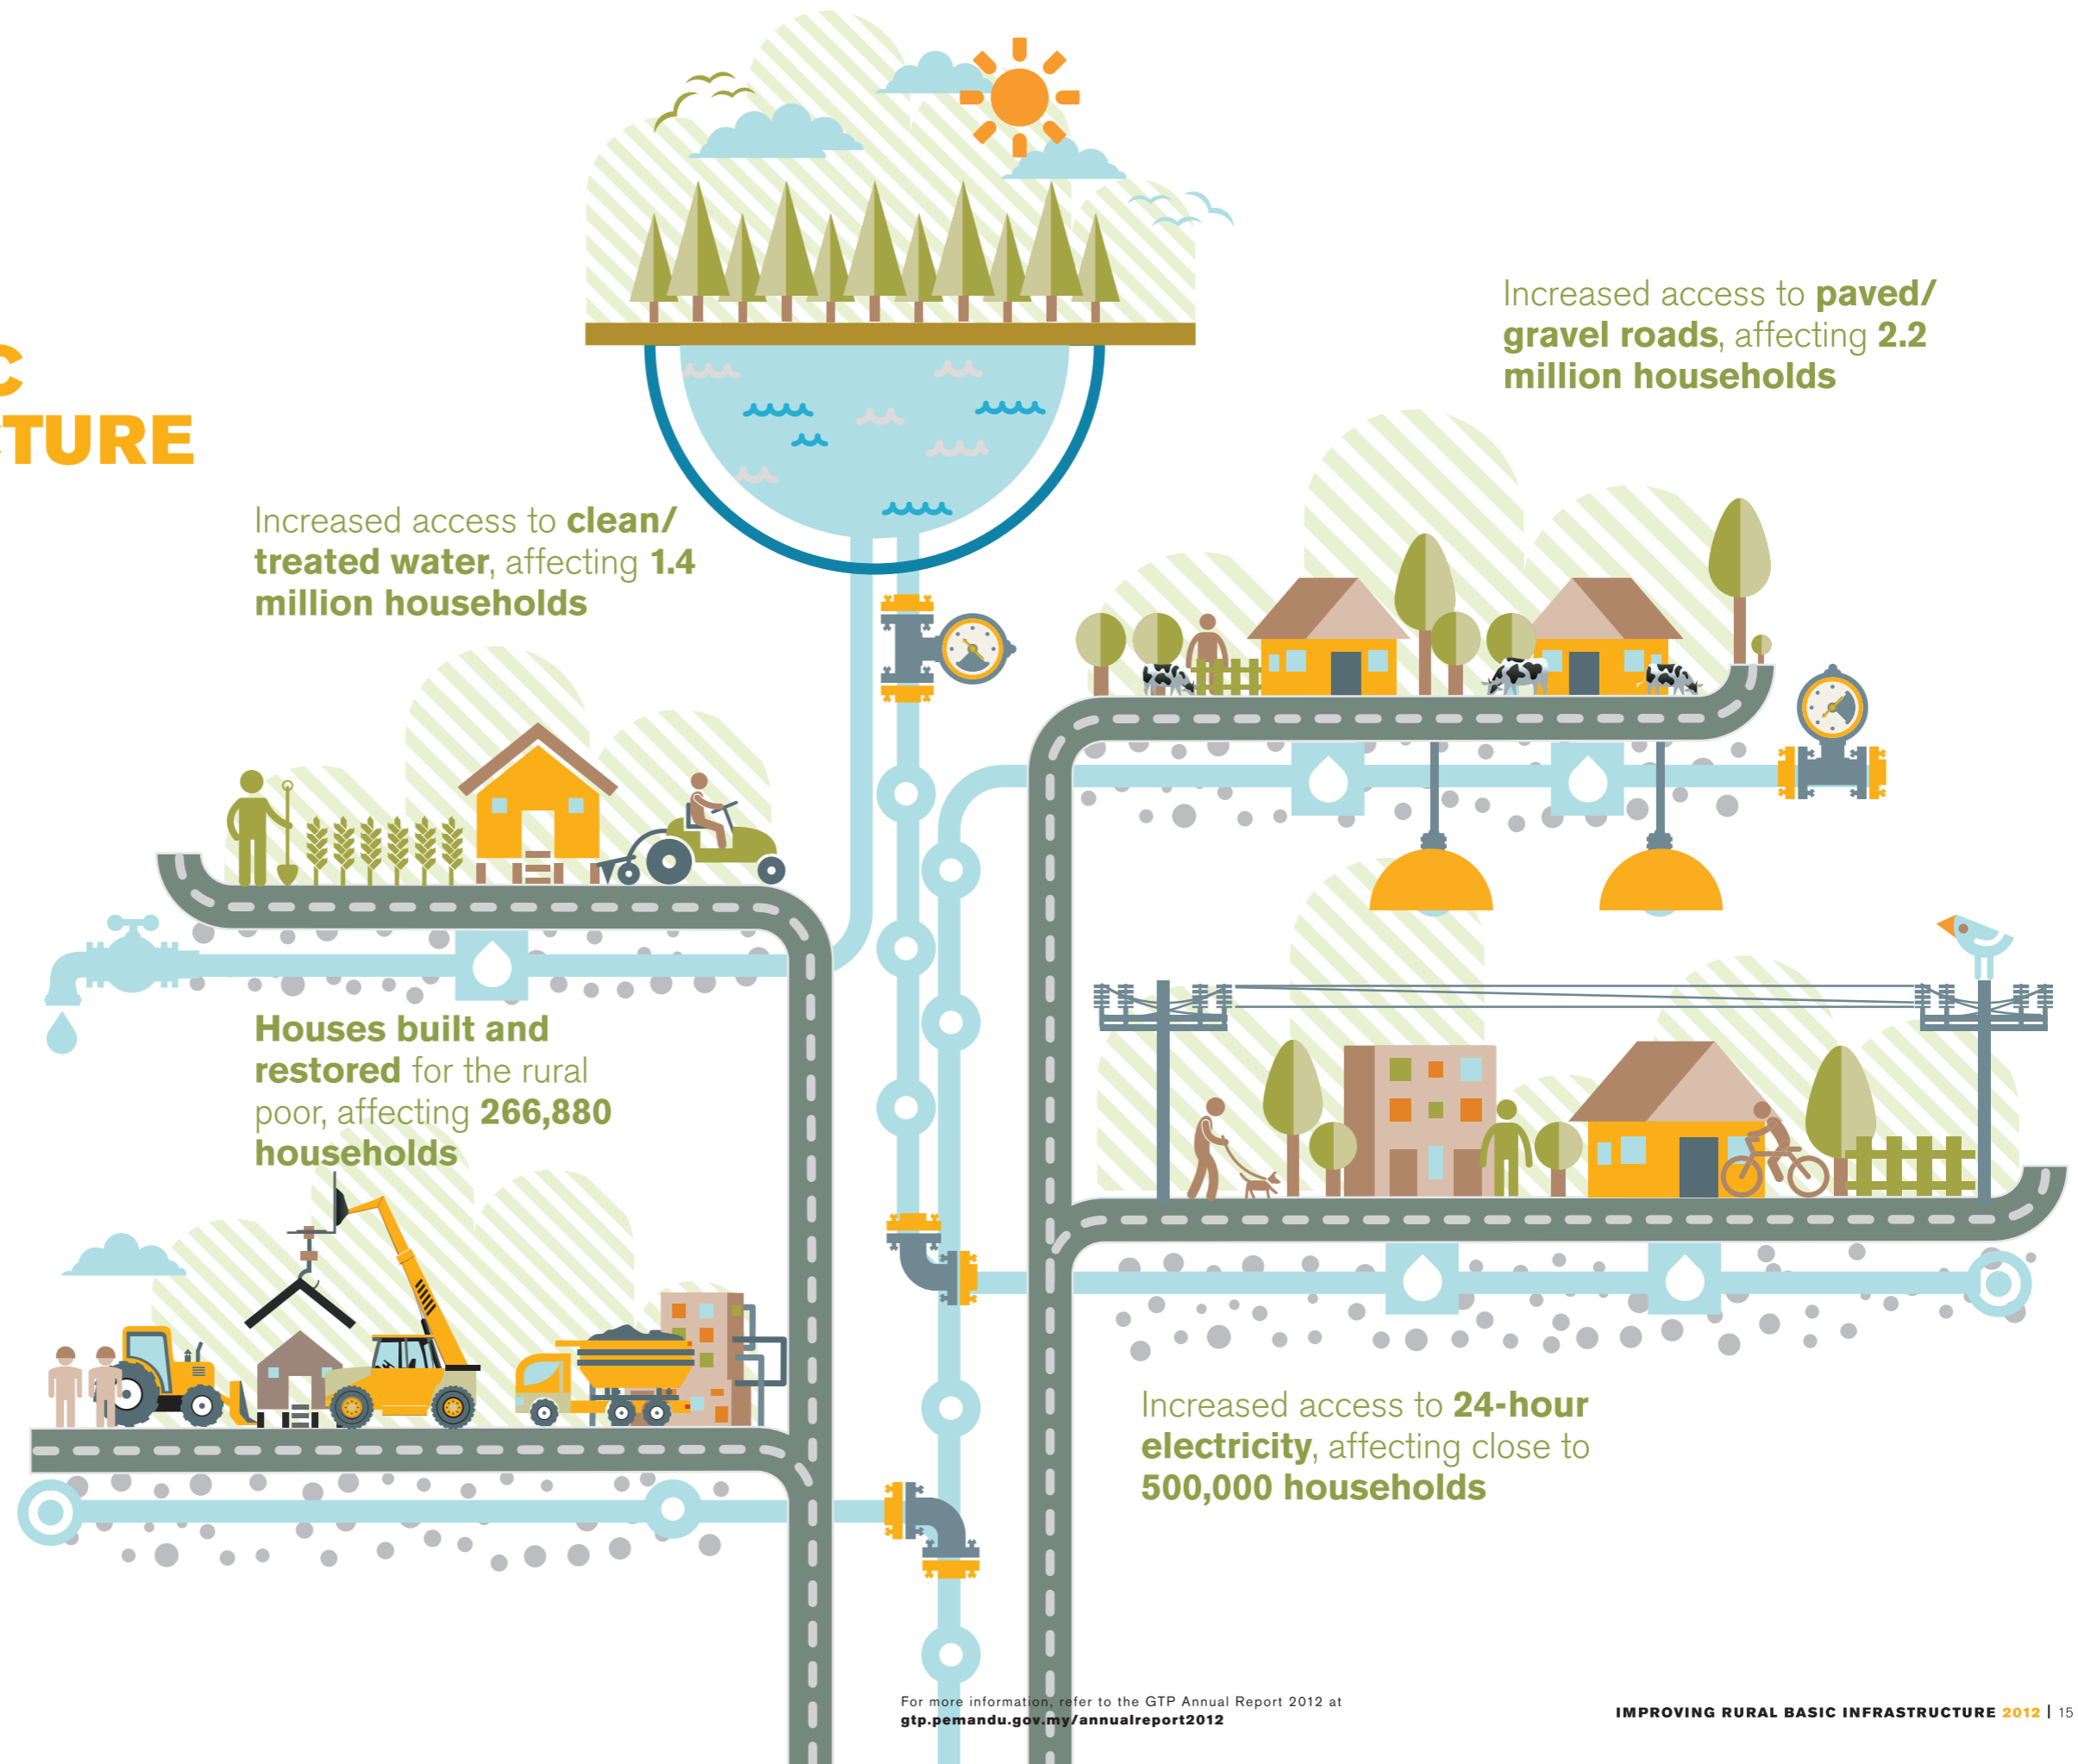 C
CTURE
Increased access to paved/
gravel roads, affecting 2.2
million households
Increased access to clean/
treated water, affecting 1.4
million households
Houses built and
restored for the rural
poor, affecting 266,880
households
Increased access to 24-hour
electricity, affecting close to
500,000 households
For more information, refer to the GTP Annual Report 2012 at
gtp.pemandu.gov.my/annualreport2012
IMPROVING RURAL BASIC INFRASTRUCTURE 2012 | 15